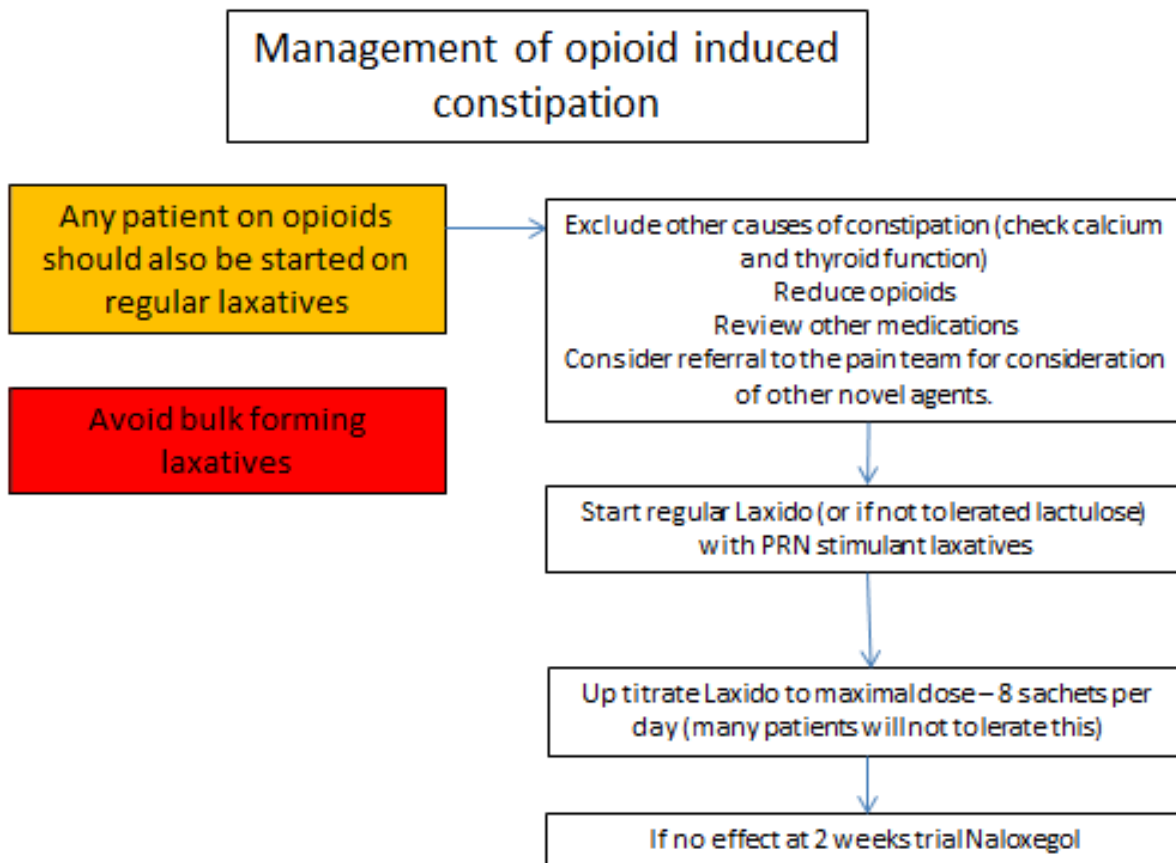 Management of opioid induced
constipation
Any patient on opioids
should also be started on
regular laxatives
Avoid bulk forming
laxatives
Exclude other causes of constipation (check calcium
and thyroid function)
Reduce opioids
Review other medications
Consider referral to the pain team for consideration
of other novel agents.
Start regular Laxido (or if not tolerated lactulose)
with PRN stimulant laxatives
Up titrate Laxido to maximal dose – 8 sachets per
day (many patients will not tolerate this)
If no effect at 2 weeks trial Naloxegol